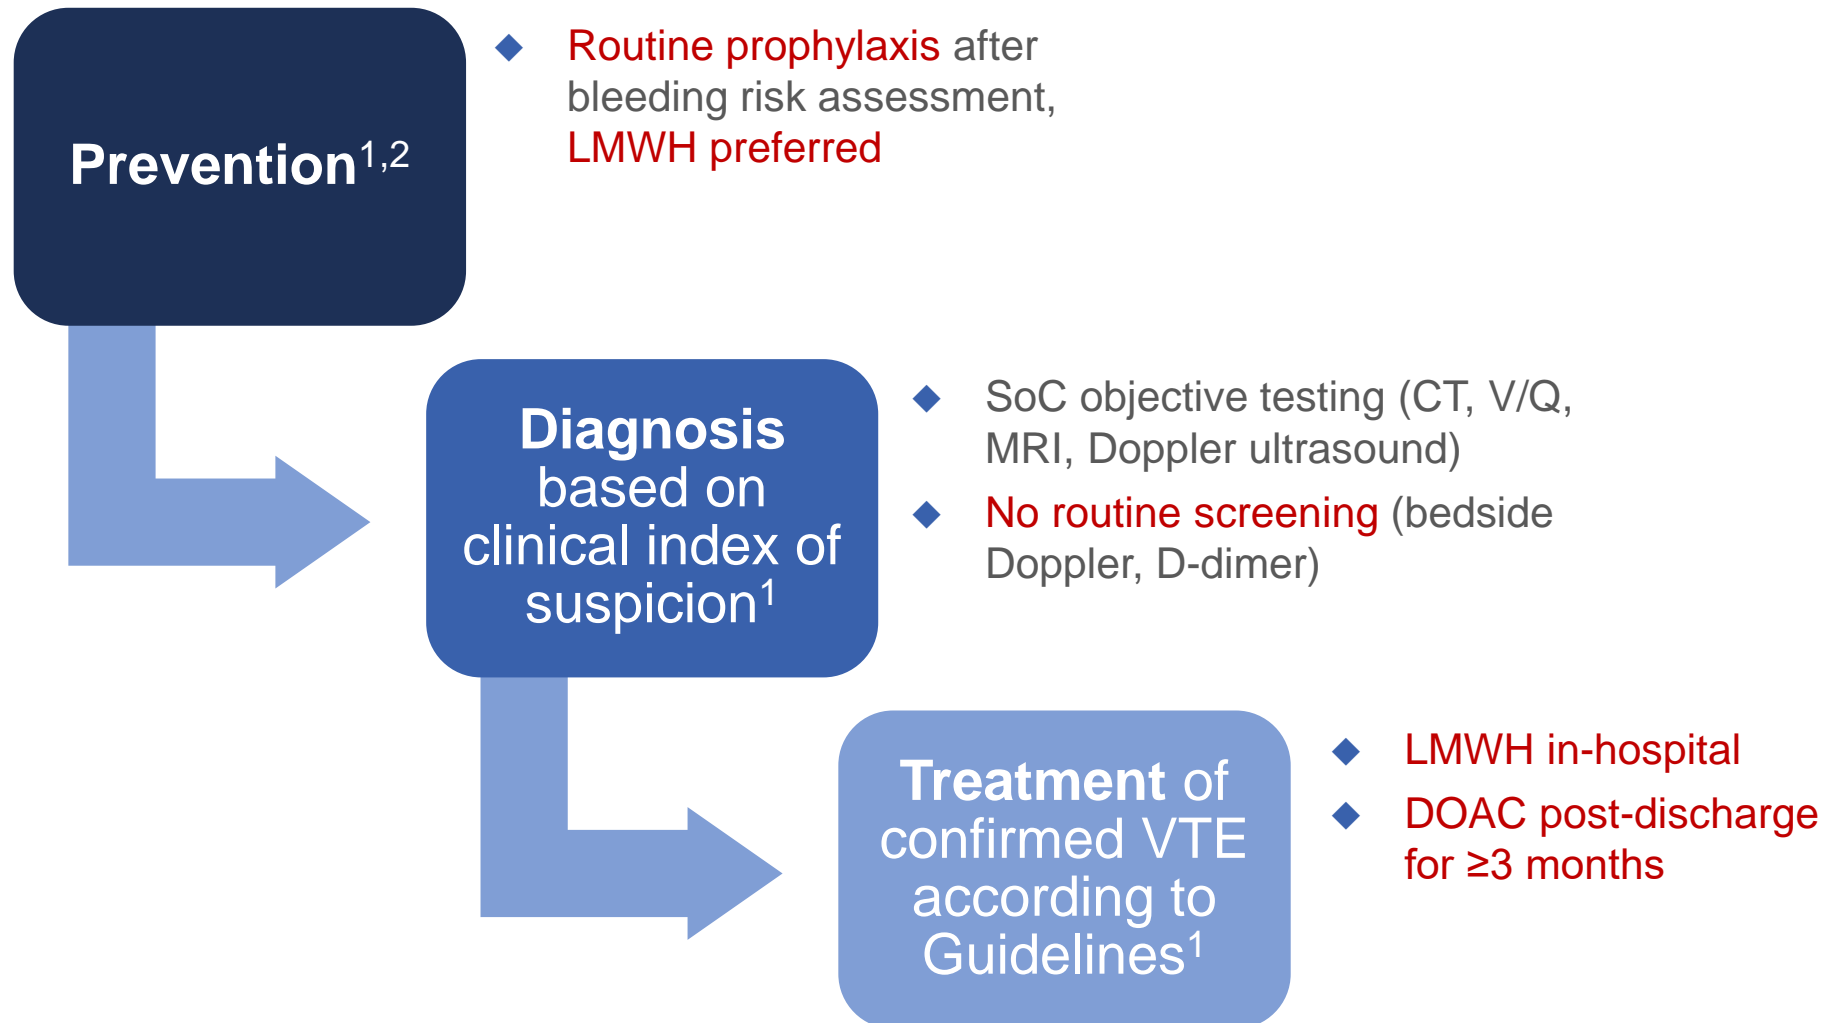 Prevention1,2
Routine prophylaxis after
bleeding risk assessment,
LMWH preferred
Diagnosis
based on
clinical index of
suspicion1
SoC objective testing (CT, V/Q,
MRI, Doppler ultrasound)
No routine screening (bedside
Doppler, D-dimer)
Treatment of
confirmed VTE
according to
Guidelines1
LMWH in-hospital
DOAC post-discharge
for ≥3 months